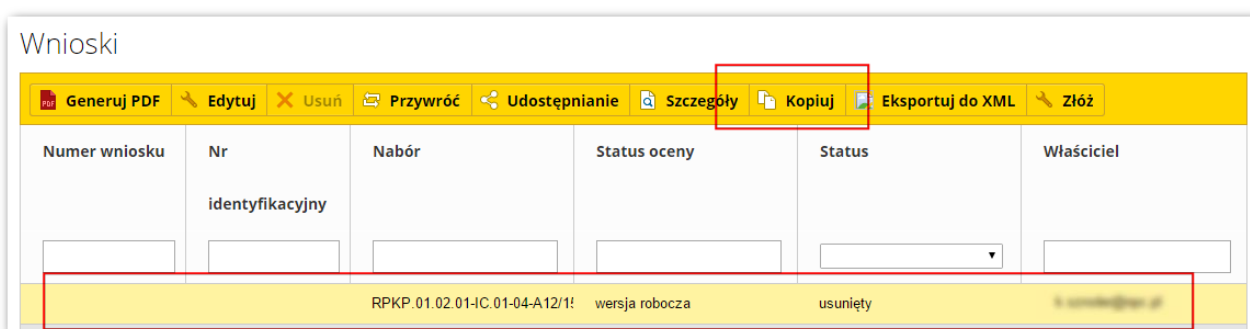 Wnioski
Generuj PDF Edytuj Usuń Przywróć Udostępnianie Szczegóły Kopiuj Eksportuj do XML Złóż
Numer wniosku Nr identyfikacyjny Nabór Status oceny Status Właściciel
RPKP.01.02.01-IC.01-04-A12/15 wersja robocza usunięty